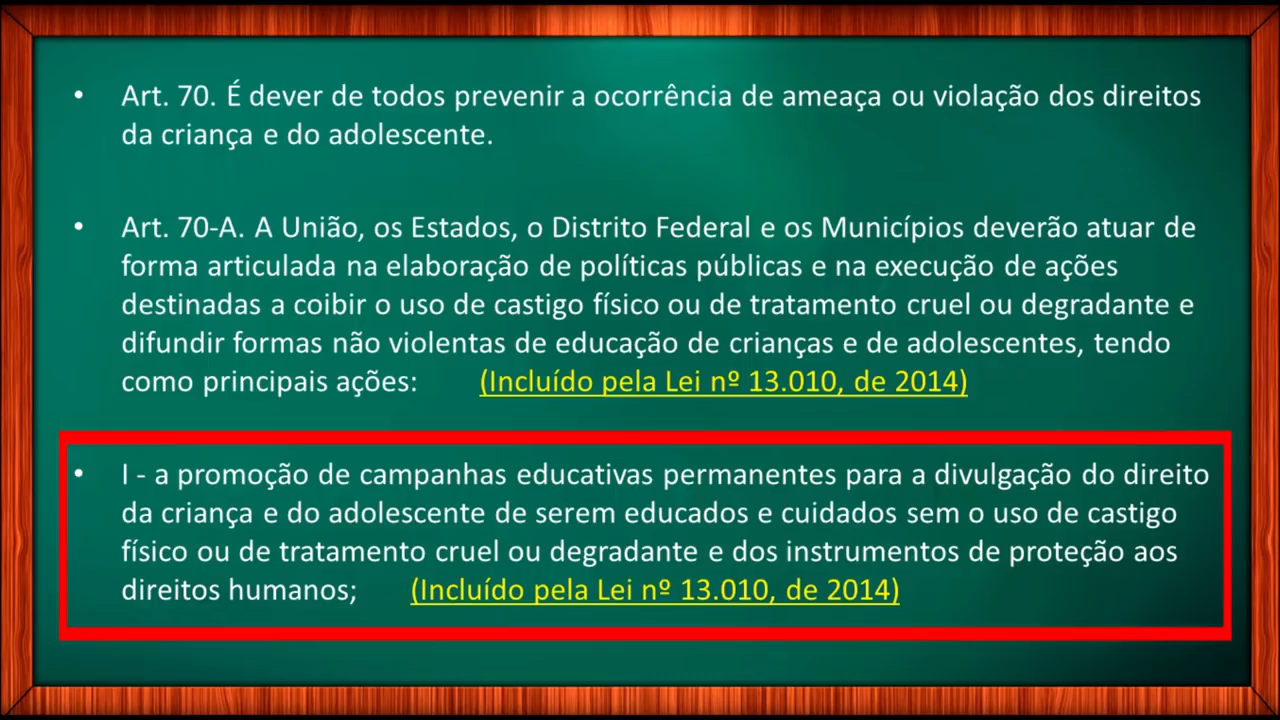 • Art. 70. É dever de todos prevenir a ocorrência de ameaça ou violação dos direitos
da criança e do adolescente.
• Art. 70-A. A União, os Estados, o Distrito Federal e os Municípios deverão atuar de
forma articulada na elaboração de políticas públicas e na execução de ações
destinadas a coibir o uso de castigo físico ou de tratamento cruel ou degradante e
difundir formas não violentas de educação de crianças e de adolescentes, tendo
como principais ações: (Incluído pela Lei nº 13.010, de 2014)
• I - a promoção de campanhas educativas permanentes para a divulgação do direito
da criança e do adolescente de serem educados e cuidados sem o uso de castigo
físico ou de tratamento cruel ou degradante e dos instrumentos de proteção aos
direitos humanos; (Incluído pela Lei nº 13.010, de 2014)